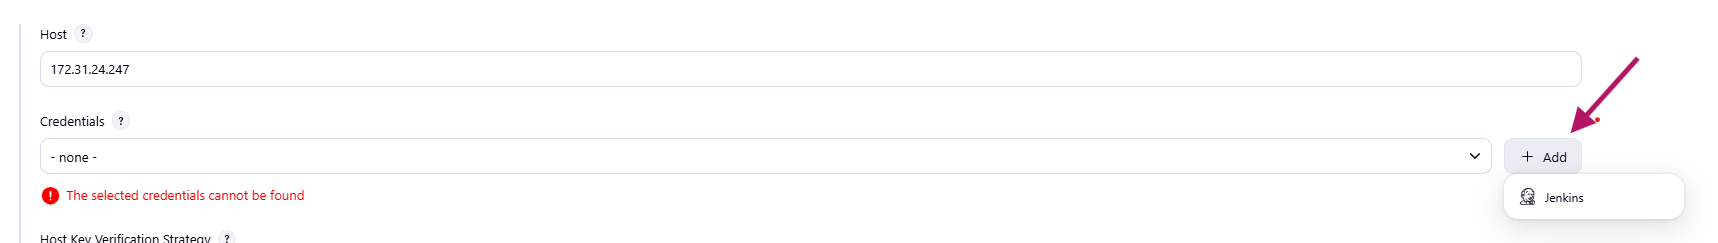 Host ?
172.31.24.247
Credentials ?
- none -
+ Add
! The selected credentials cannot be found
Jenkins
Host Key Verification Strategy ?